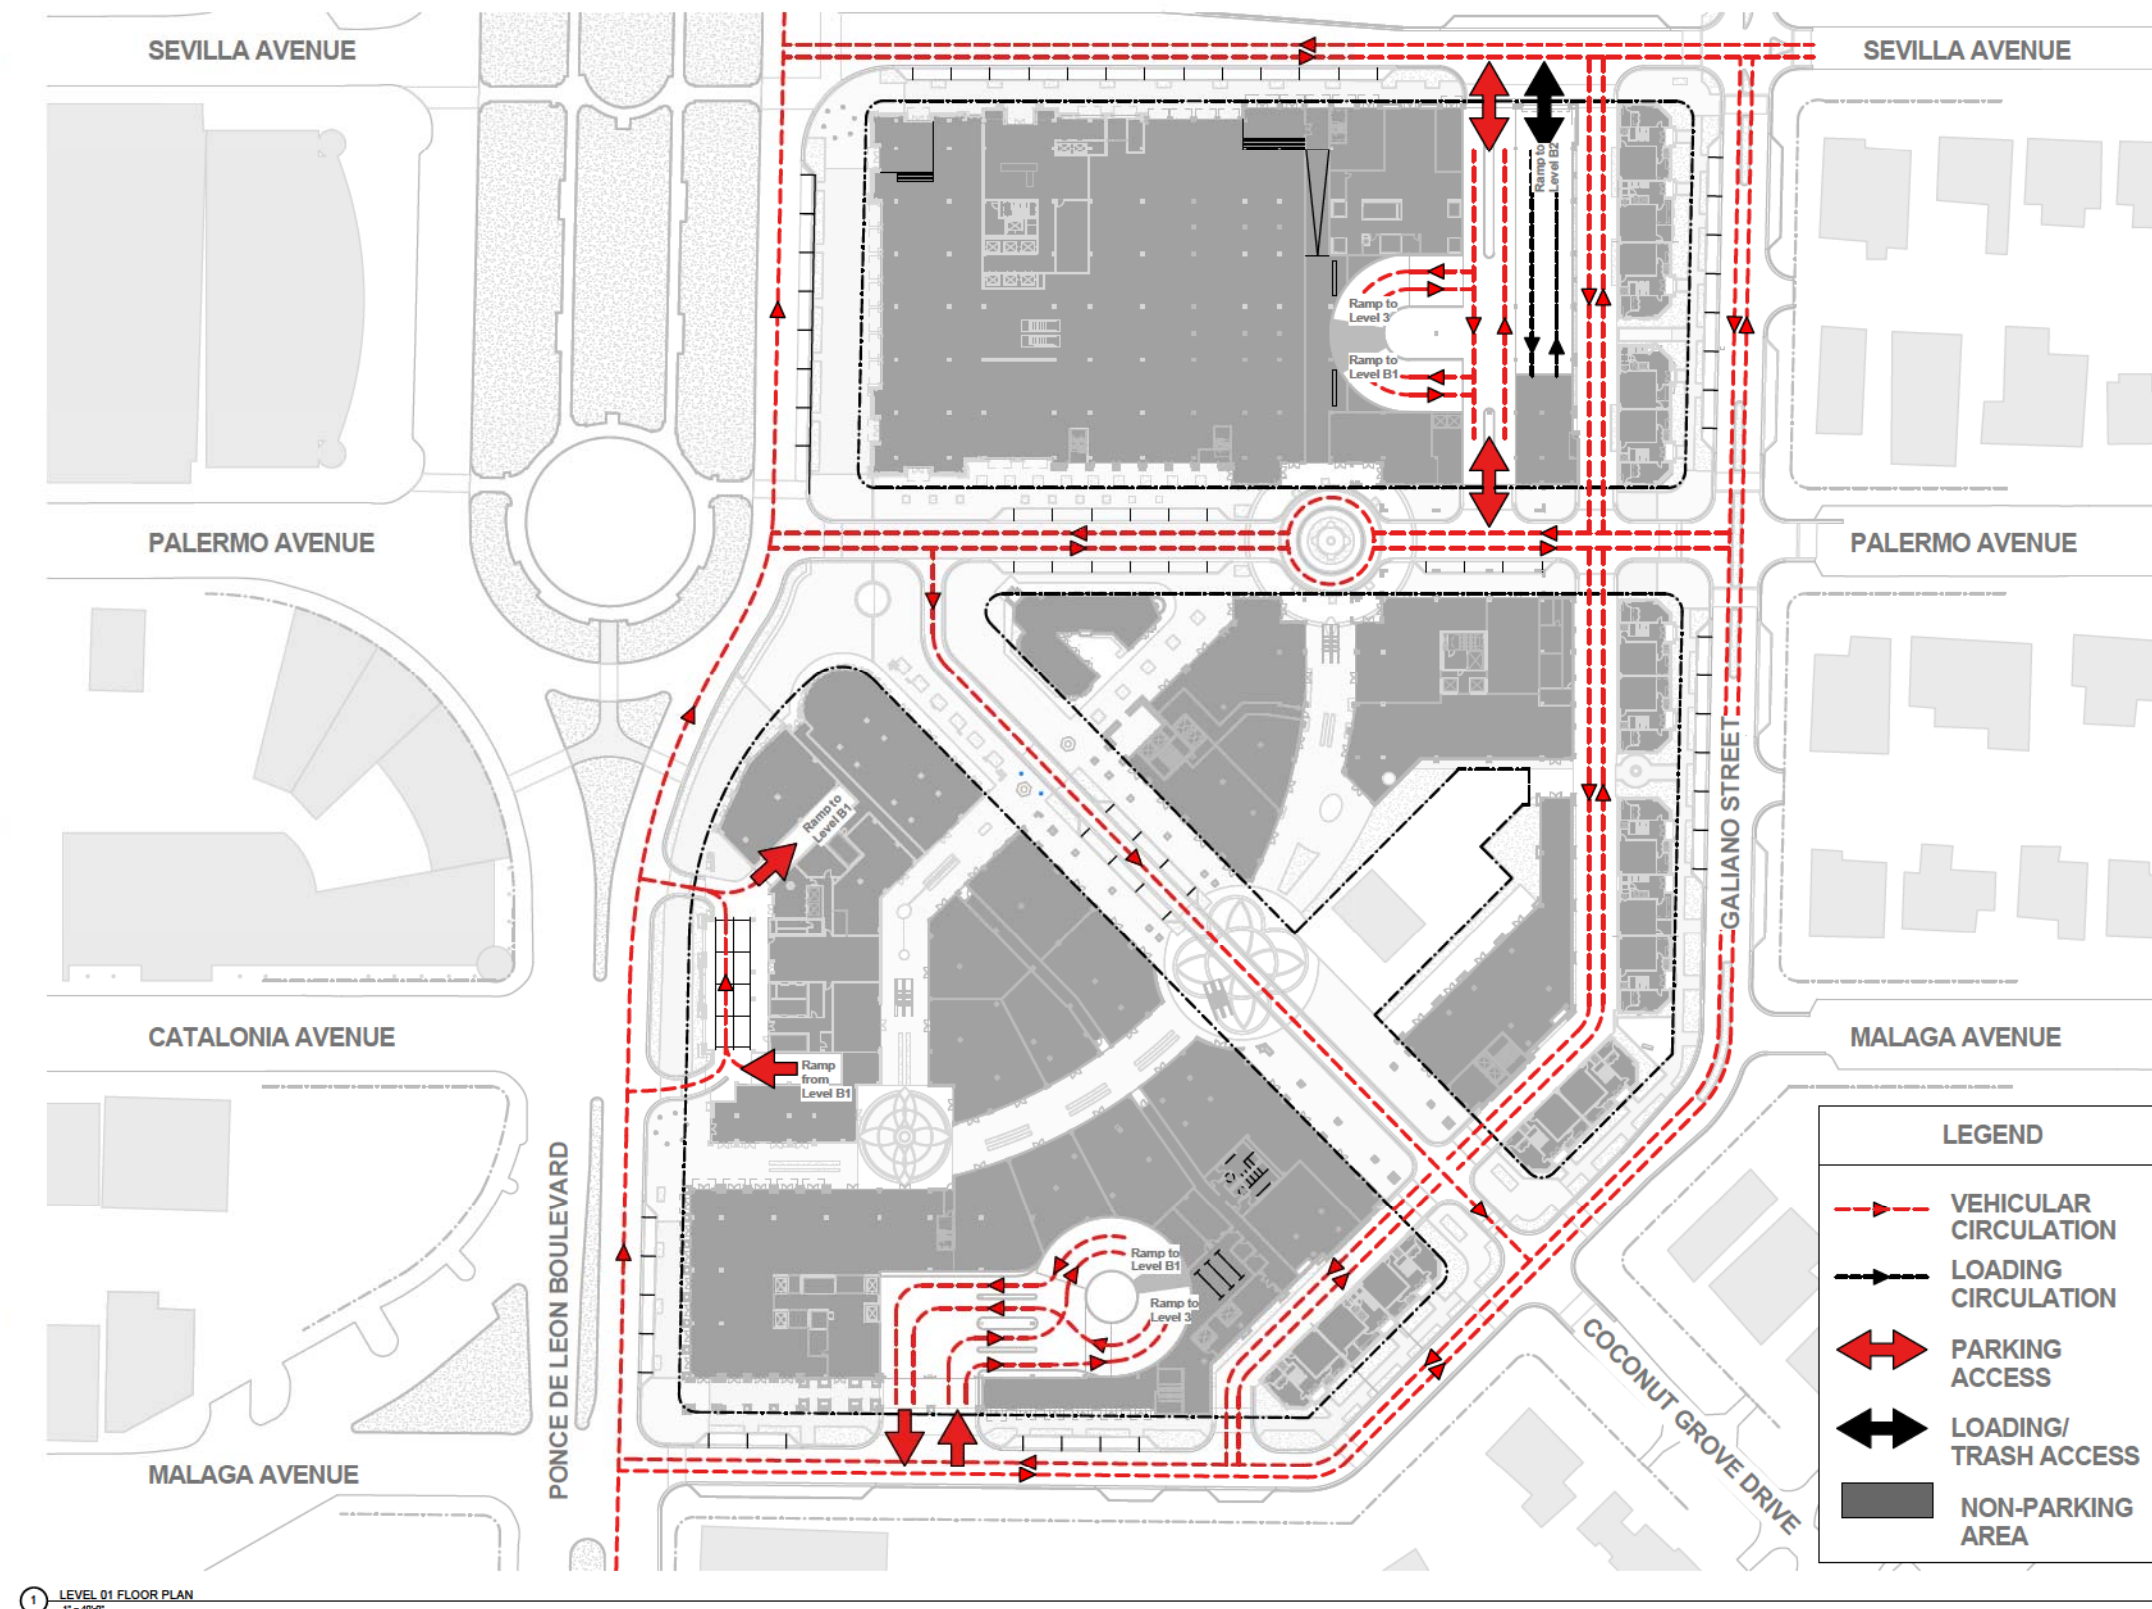 SEVILLA AVENUE
SEVILLA AVENUE
Ramp to
Level B2
Ramp to
Level 3
Ramp to
Level B1
PALERMO AVENUE
PALERMO AVENUE
GALIANO STREET
Ramp to
Level B1
CATALONIA AVENUE
MALAGA AVENUE
Ramp
from
Level B1
PONCE DE LEON BOULEVARD
Ramp to
Level B1
Ramp to
Level 3
COCONUT GROVE DRIVE
MALAGA AVENUE
LEGEND
VEHICULAR
CIRCULATION
LOADING
CIRCULATION
PARKING
ACCESS
LOADING/
TRASH ACCESS
NON-PARKING
AREA
1
LEVEL 01 FLOOR PLAN